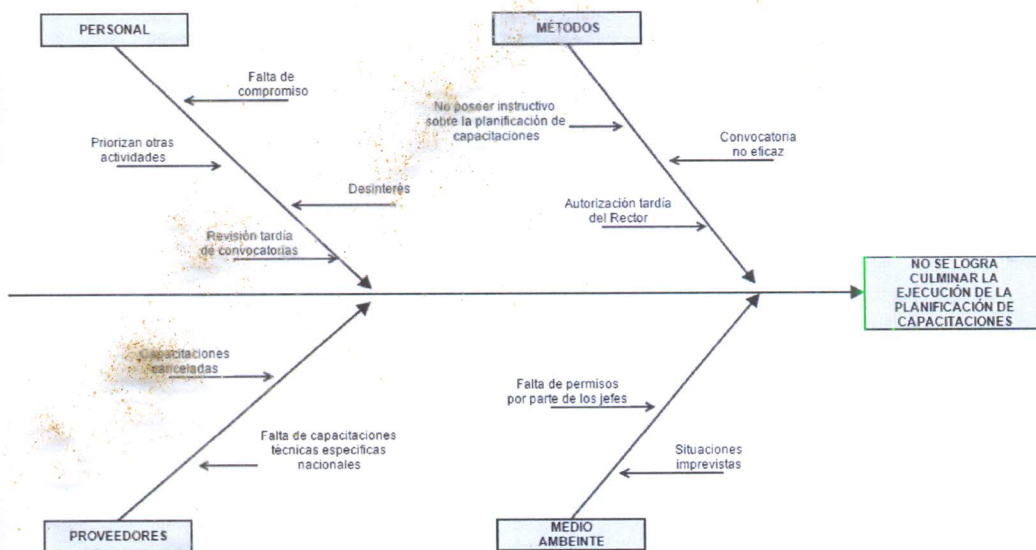 PERSONAL
Falta de
compromiso
Priorizan otras
actividades
Desinterés
Revisión tardía
de convocatorias
MÉTODOS
No poseer instructivo
sobre la planificación de
capacitaciones
Convocatoria
no eficaz
Autorización tardía
del Rector
NO SE LOGRA
CULMINAR LA
EJECUCIÓN DE LA
PLANIFICACIÓN DE
CAPACITACIONES
Capacitaciones
canceladas
Falta de capacitaciones
técnicas especificas
nacionales
PROVEEDORES
Falta de permisos
por parte de los jefes
Situaciones
imprevistas
MEDIO
AMBEINTE